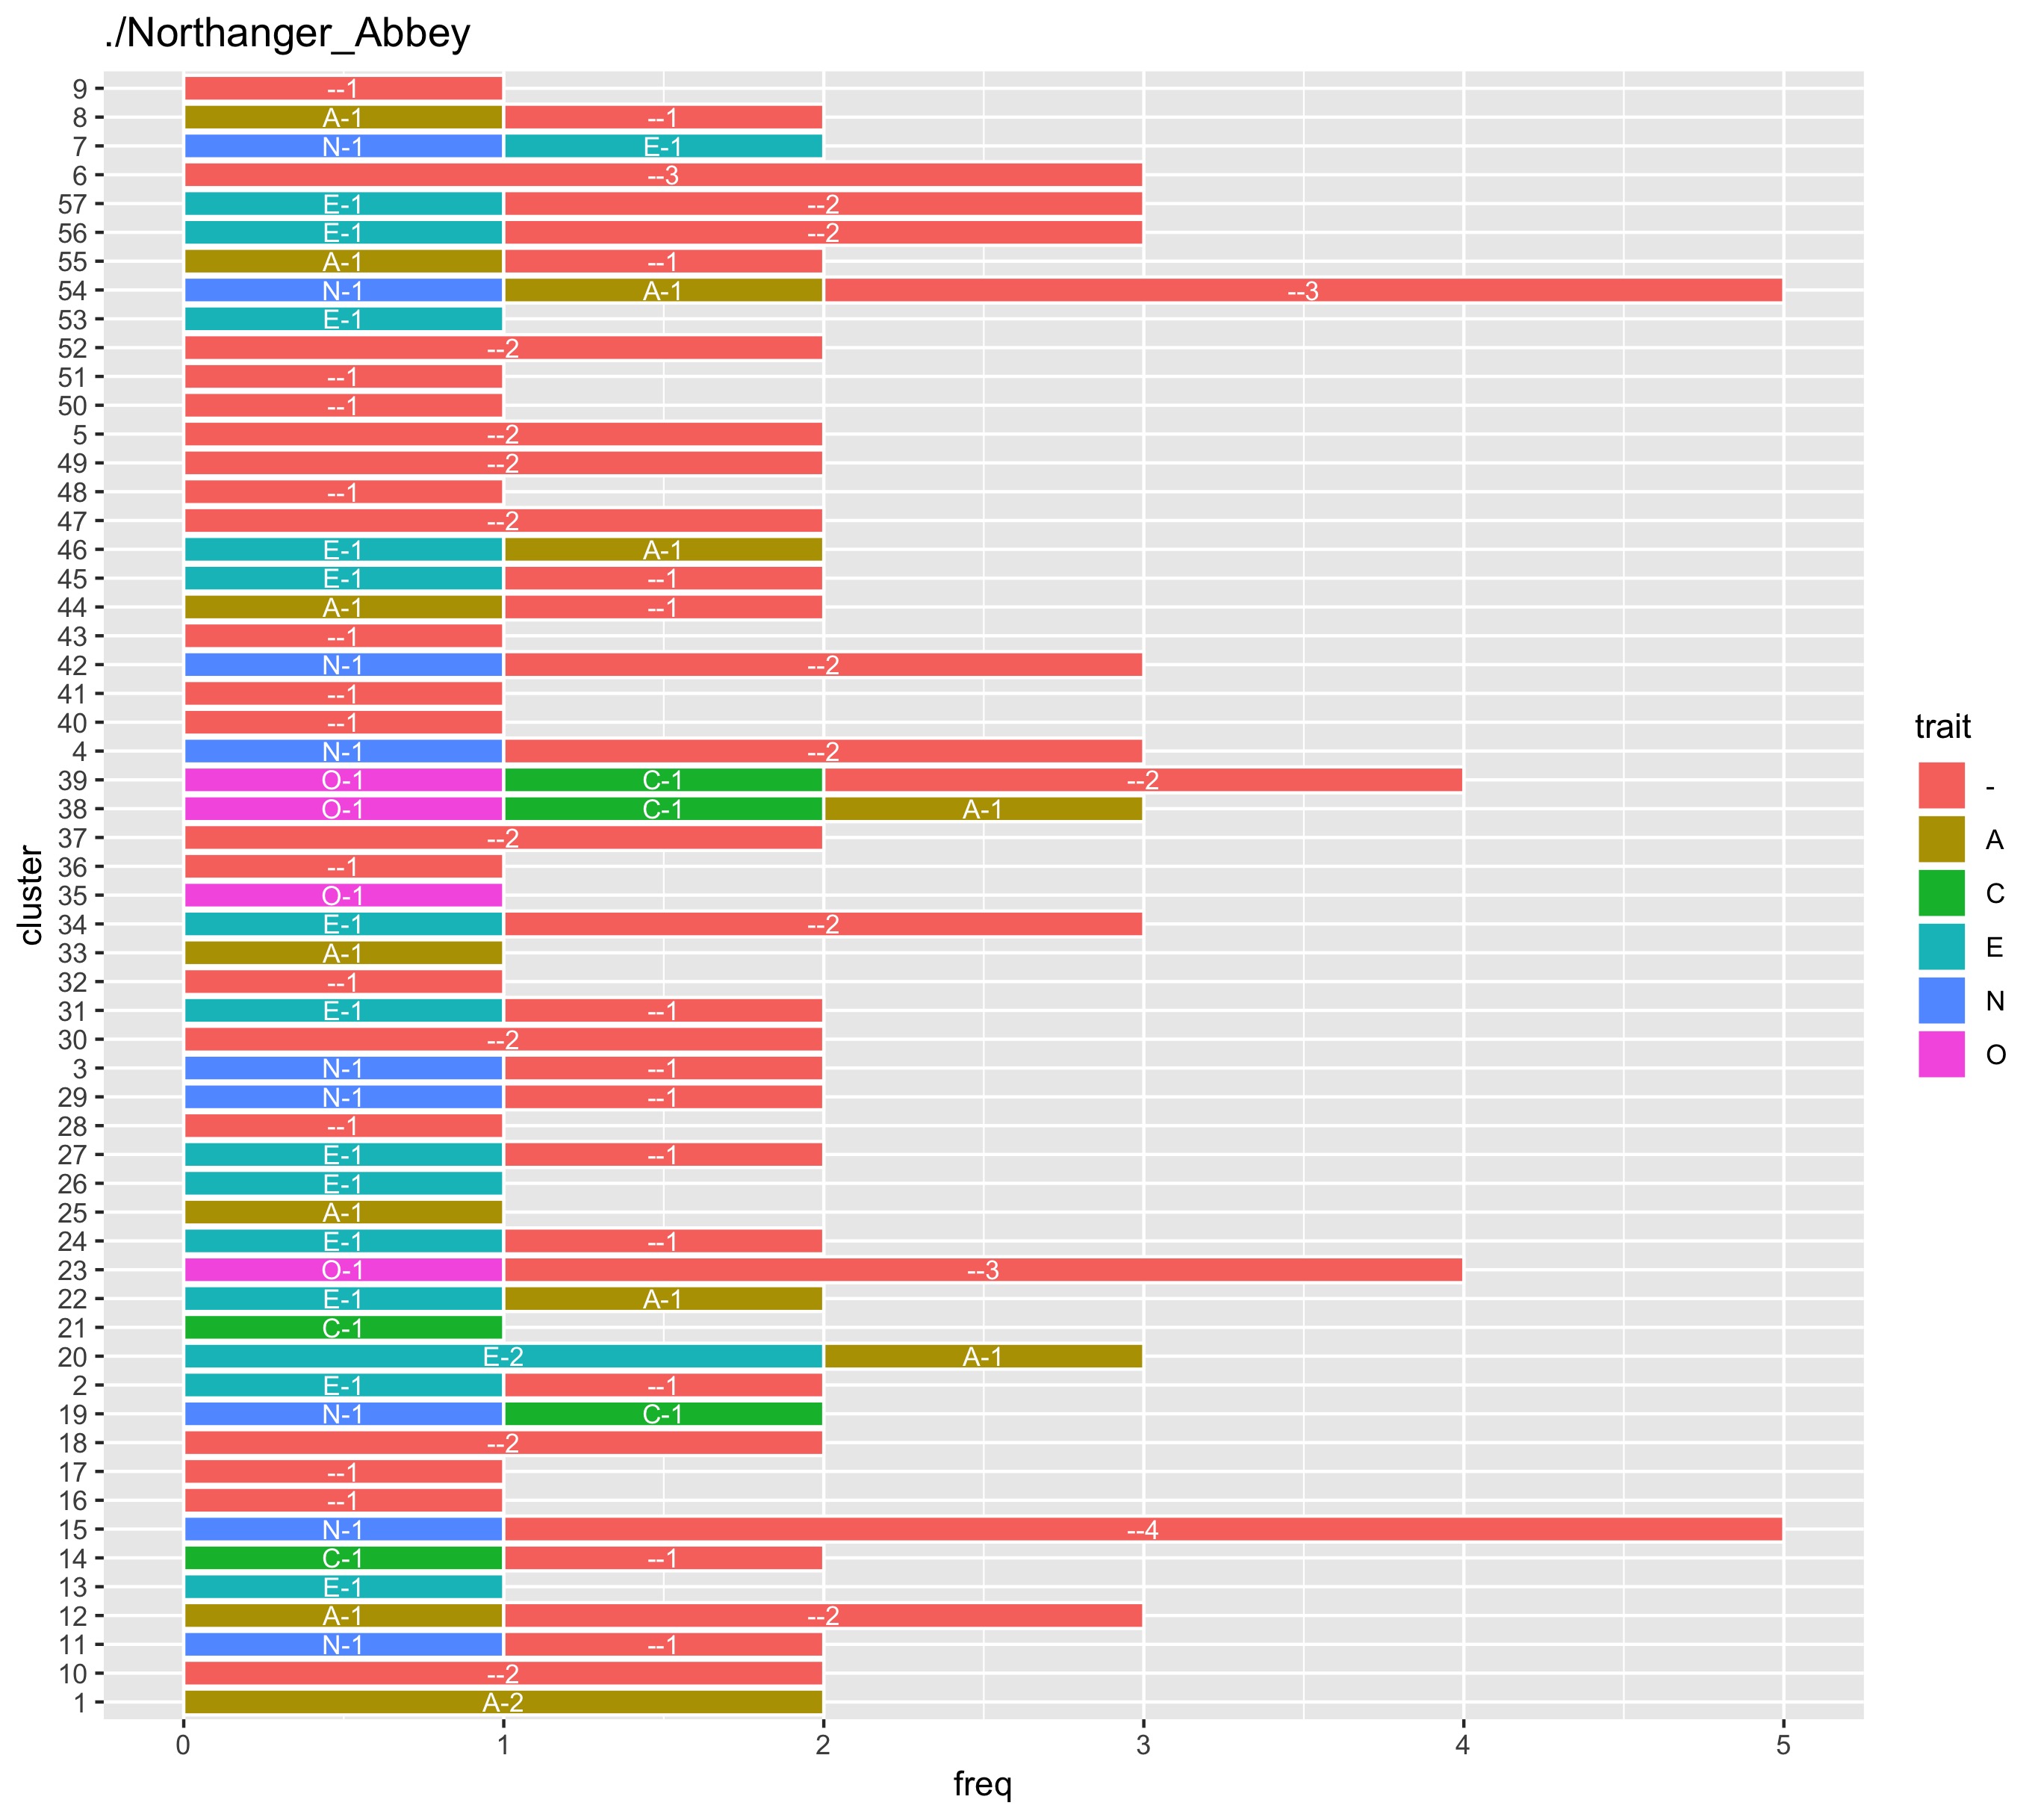 ./Northanger_Abbey
9 --1
8 A-1 --1
7 N-1 E-1
6 --3
57 E-1 --2
56 E-1 --2
55 A-1 --1
54 N-1 A-1 --3
53 E-1
52 --2
51 --1
50 --1
5 --2
49 --2
48 --1
47 --2
46 E-1 A-1
45 E-1 --1
44 A-1 --1
43 --1
42 N-1 --2
41 --1
40 --1
4 N-1 --2
39 O-1 C-1 --2
38 O-1 C-1 A-1
37 --2
36 --1
35 O-1
34 E-1 --2
33 A-1
32 --1
31 E-1 --1
30 --2
3 N-1 --1
29 N-1 --1
28 --1
27 E-1 --1
26 E-1
25 A-1
24 E-1 --1
23 O-1 --3
22 E-1 A-1
21 C-1
20 E-2 A-1
2 E-1 --1
19 N-1 C-1
18 --2
17 --1
16 --1
15 N-1 --4
14 C-1 --1
13 E-1
12 A-1 --2
11 N-1 --1
10 --2
1 A-2
0 1 2 3 4 5
freq
cluster
trait
-
A
C
E
N
O